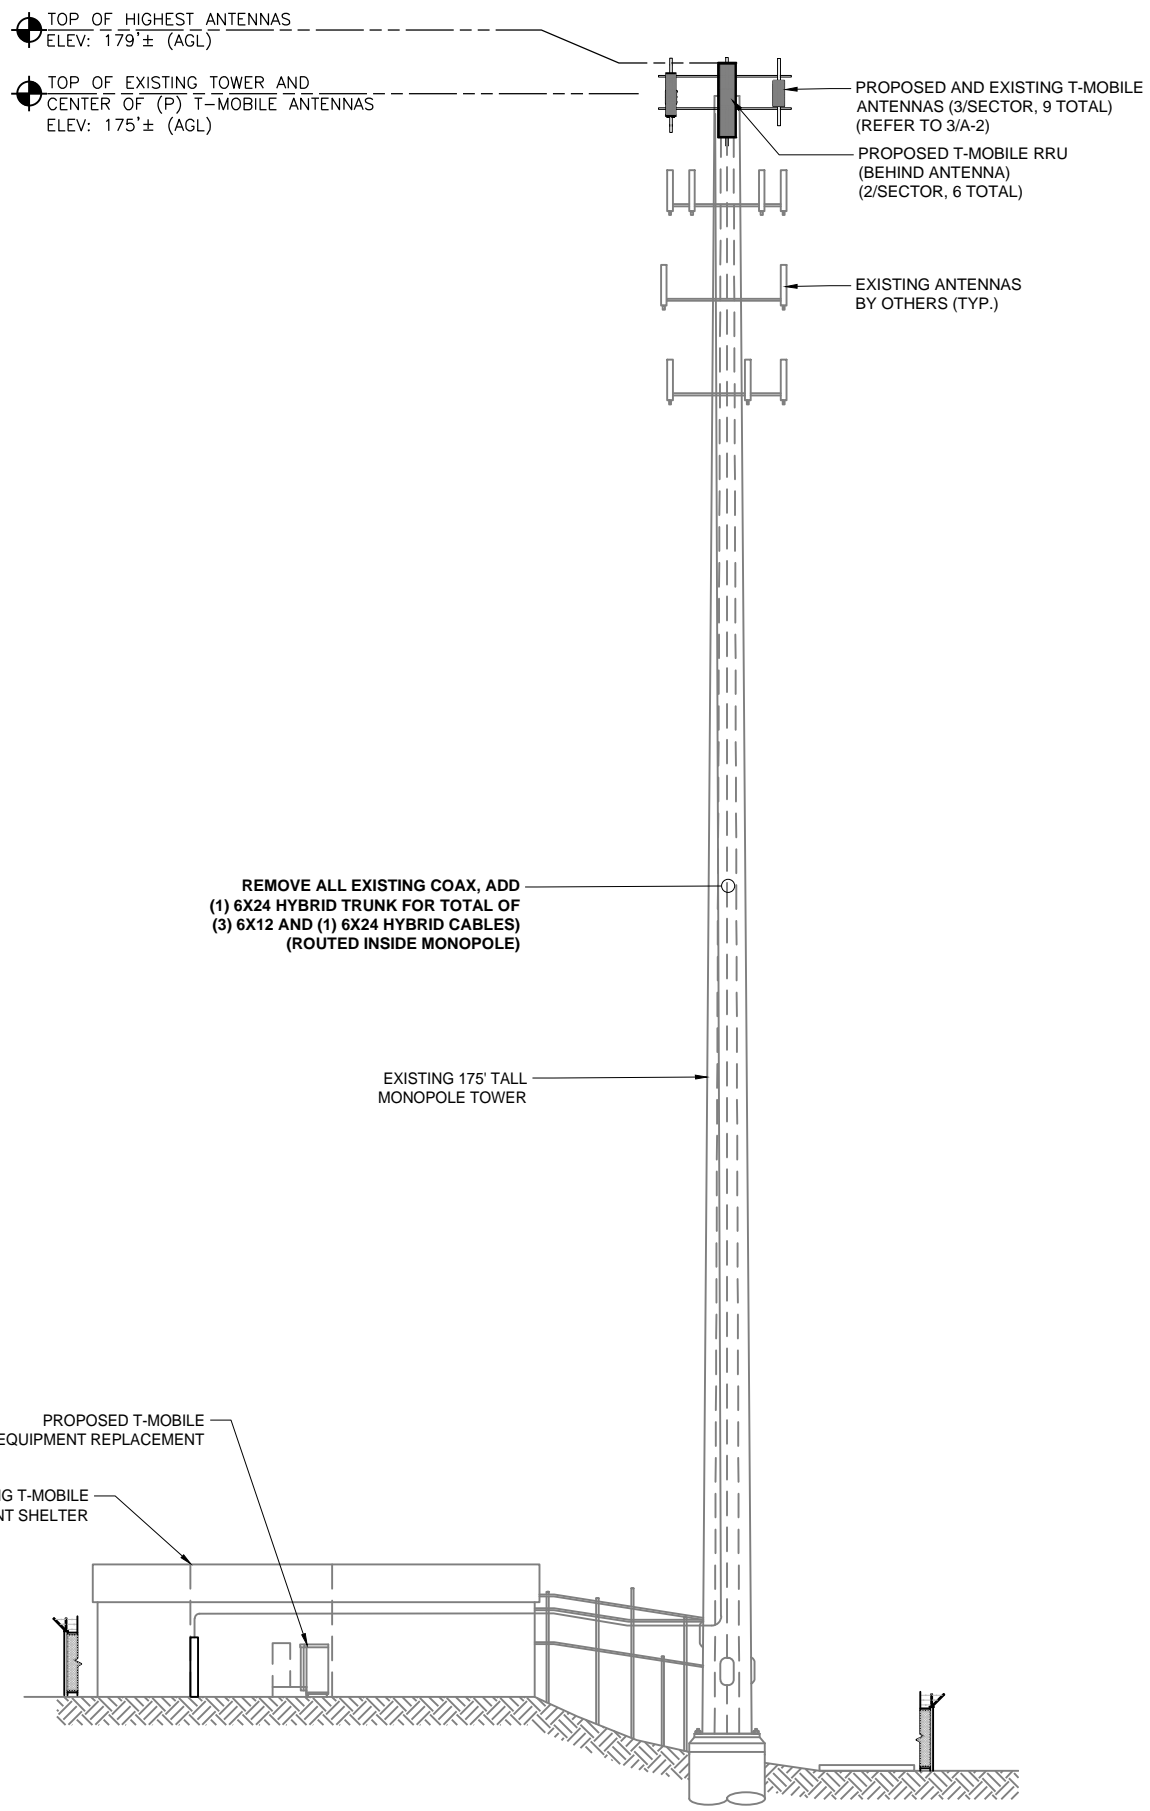 TOP OF HIGHEST ANTENNAS
ELEV: 179'± (AGL)
TOP OF EXISTING TOWER AND
CENTER OF (P) T-MOBILE ANTENNAS
ELEV: 175'± (AGL)
PROPOSED AND EXISTING T-MOBILE
ANTENNAS (3/SECTOR, 9 TOTAL)
(REFER TO 3/A-2)
PROPOSED T-MOBILE RRU
(BEHIND ANTENNA)
(2/SECTOR, 6 TOTAL)
EXISTING ANTENNAS
BY OTHERS (TYP.)
REMOVE ALL EXISTING COAX, ADD
(1) 6X24 HYBRID TRUNK FOR TOTAL OF
(3) 6X12 AND (1) 6X24 HYBRID CABLES)
(ROUTED INSIDE MONOPOLE)
EXISTING 175' TALL
MONOPOLE TOWER
PROPOSED T-MOBILE
EQUIPMENT REPLACEMENT
T-MOBILE
SHELTER